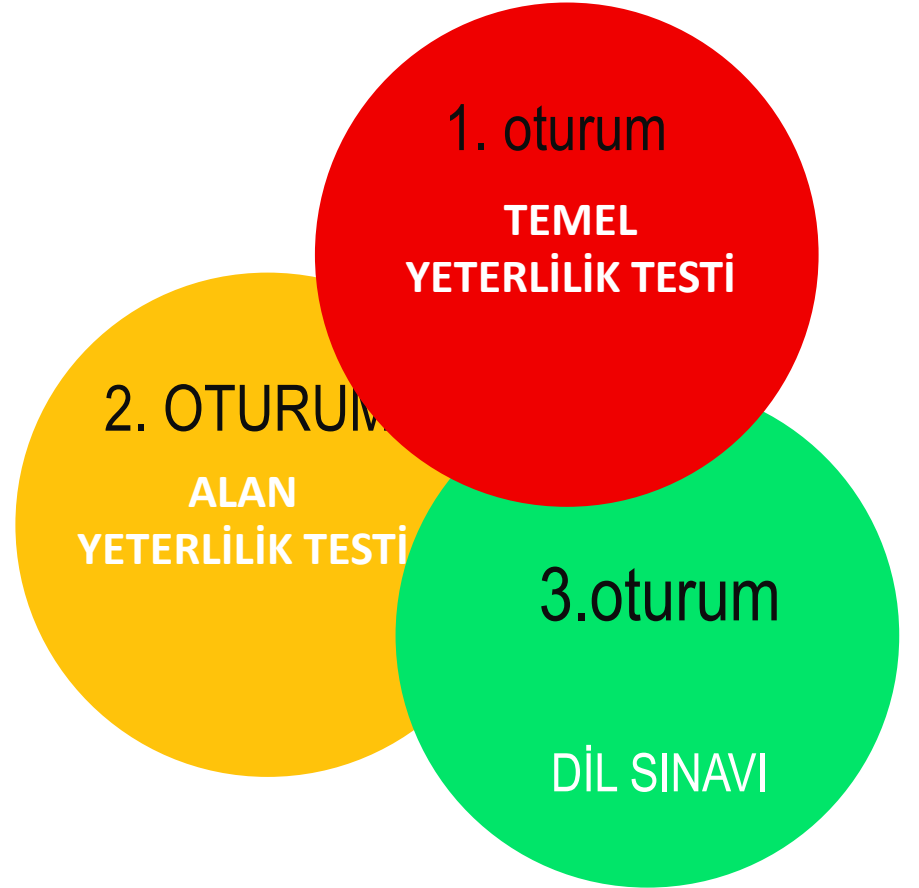 1. oturum
TEMEL
YETERLİLİK TESTİ
2. OTURUM
ALAN
YETERLİLİK TESTİ
3.oturum
DİL SINAVI